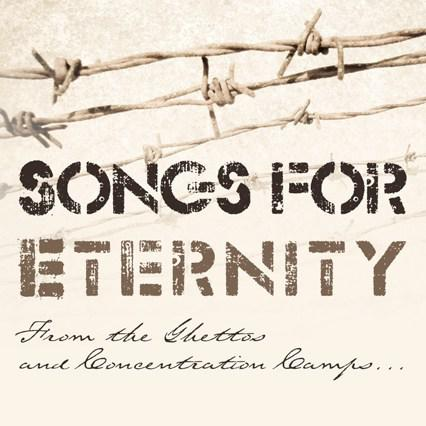 SONGS FOR
ETERNITY
From the Ghettos
and Concentration Camps...